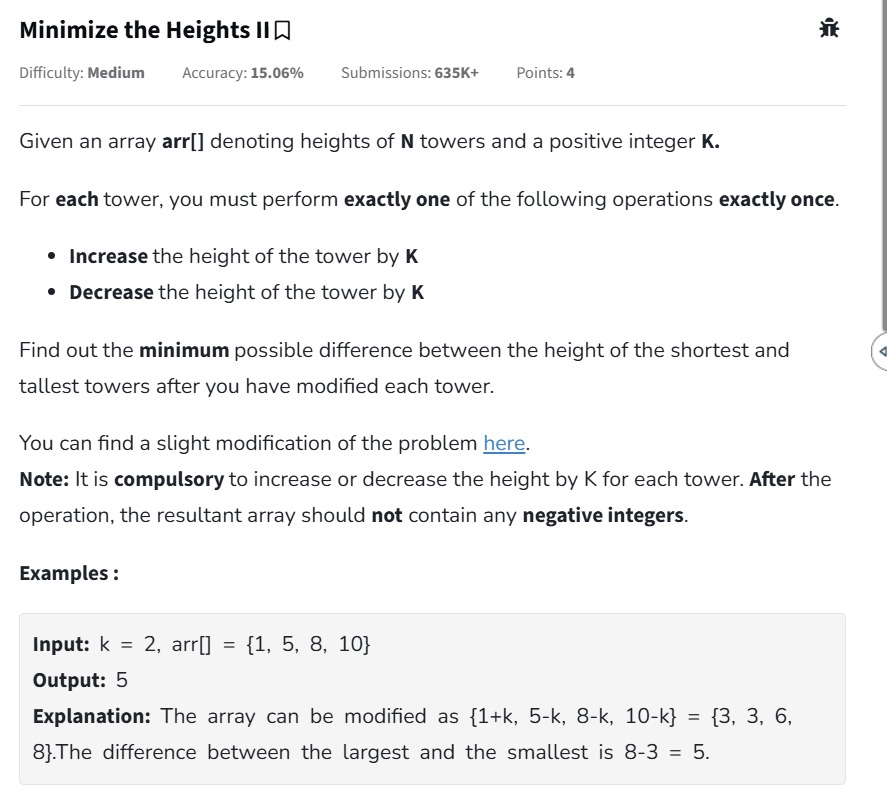 Minimize the Heights II
Difficulty: Medium Accuracy: 15.06% Submissions: 635K+ Points: 4
Given an array arr[] denoting heights of N towers and a positive integer K.
For each tower, you must perform exactly one of the following operations exactly once.
• Increase the height of the tower by K
• Decrease the height of the tower by K
Find out the minimum possible difference between the height of the shortest and
tallest towers after you have modified each tower.
You can find a slight modification of the problem here.
Note: It is compulsory to increase or decrease the height by K for each tower. After the
operation, the resultant array should not contain any negative integers.
Examples :
Input: k = 2, arr[] = {1, 5, 8, 10}
Output: 5
Explanation: The array can be modified as {1+k, 5-k, 8-k, 10-k} = {3, 3, 6,
8}.The difference between the largest and the smallest is 8-3 = 5.